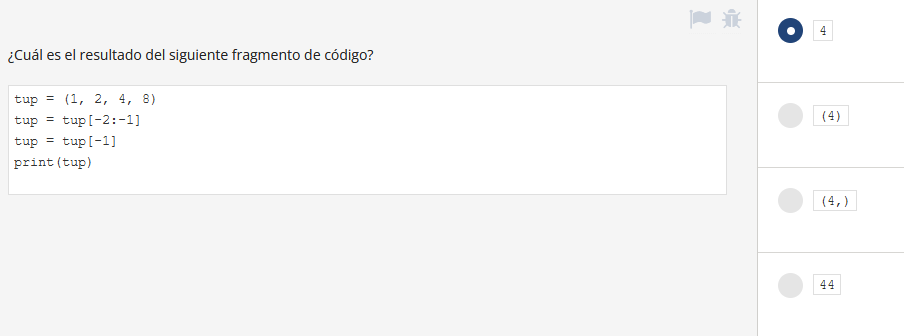 ¿Cuál es el resultado del siguiente fragmento de código?
tup = (1, 2, 4, 8)
tup = tup[-2:-1]
tup = tup[-1]
print(tup)
4
(4)
(4,)
44